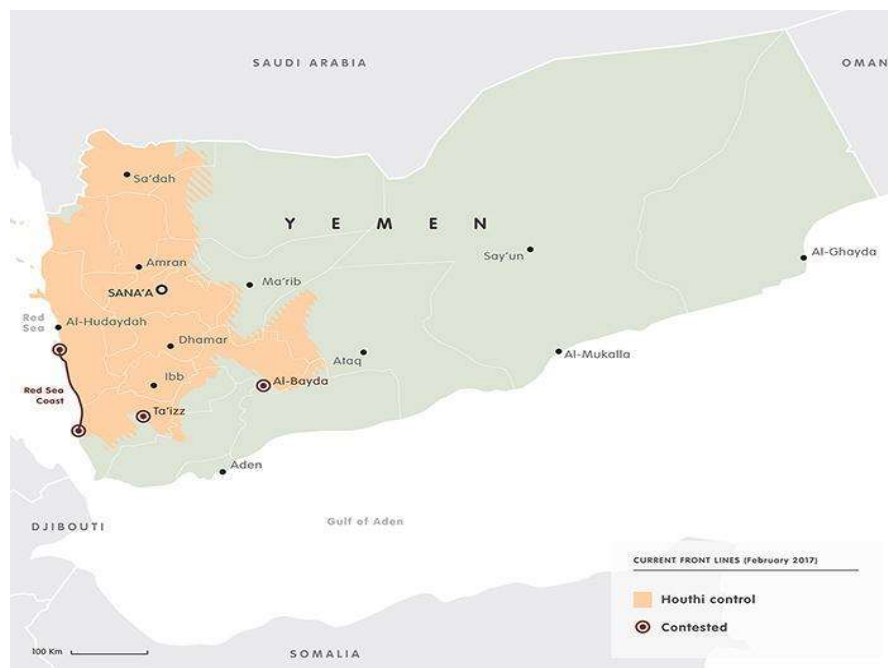 SAUDI ARABIA
OMAN
Sa'dah
YEMEN
Say'un
Al-Ghayda
Amran
SANA'A
Ma'rib
Red
Sea
Al-Hudaydah
Dhamar
Ataq
Al-Mukalla
Ibb
Al-Bayda
Red Sea
Coast
Ta'izz
Aden
Gulf of Aden
DJIBOUTI
CURRENT FRONT LINES (February 2017)
Houthi control
Contested
100 Km
SOMALIA